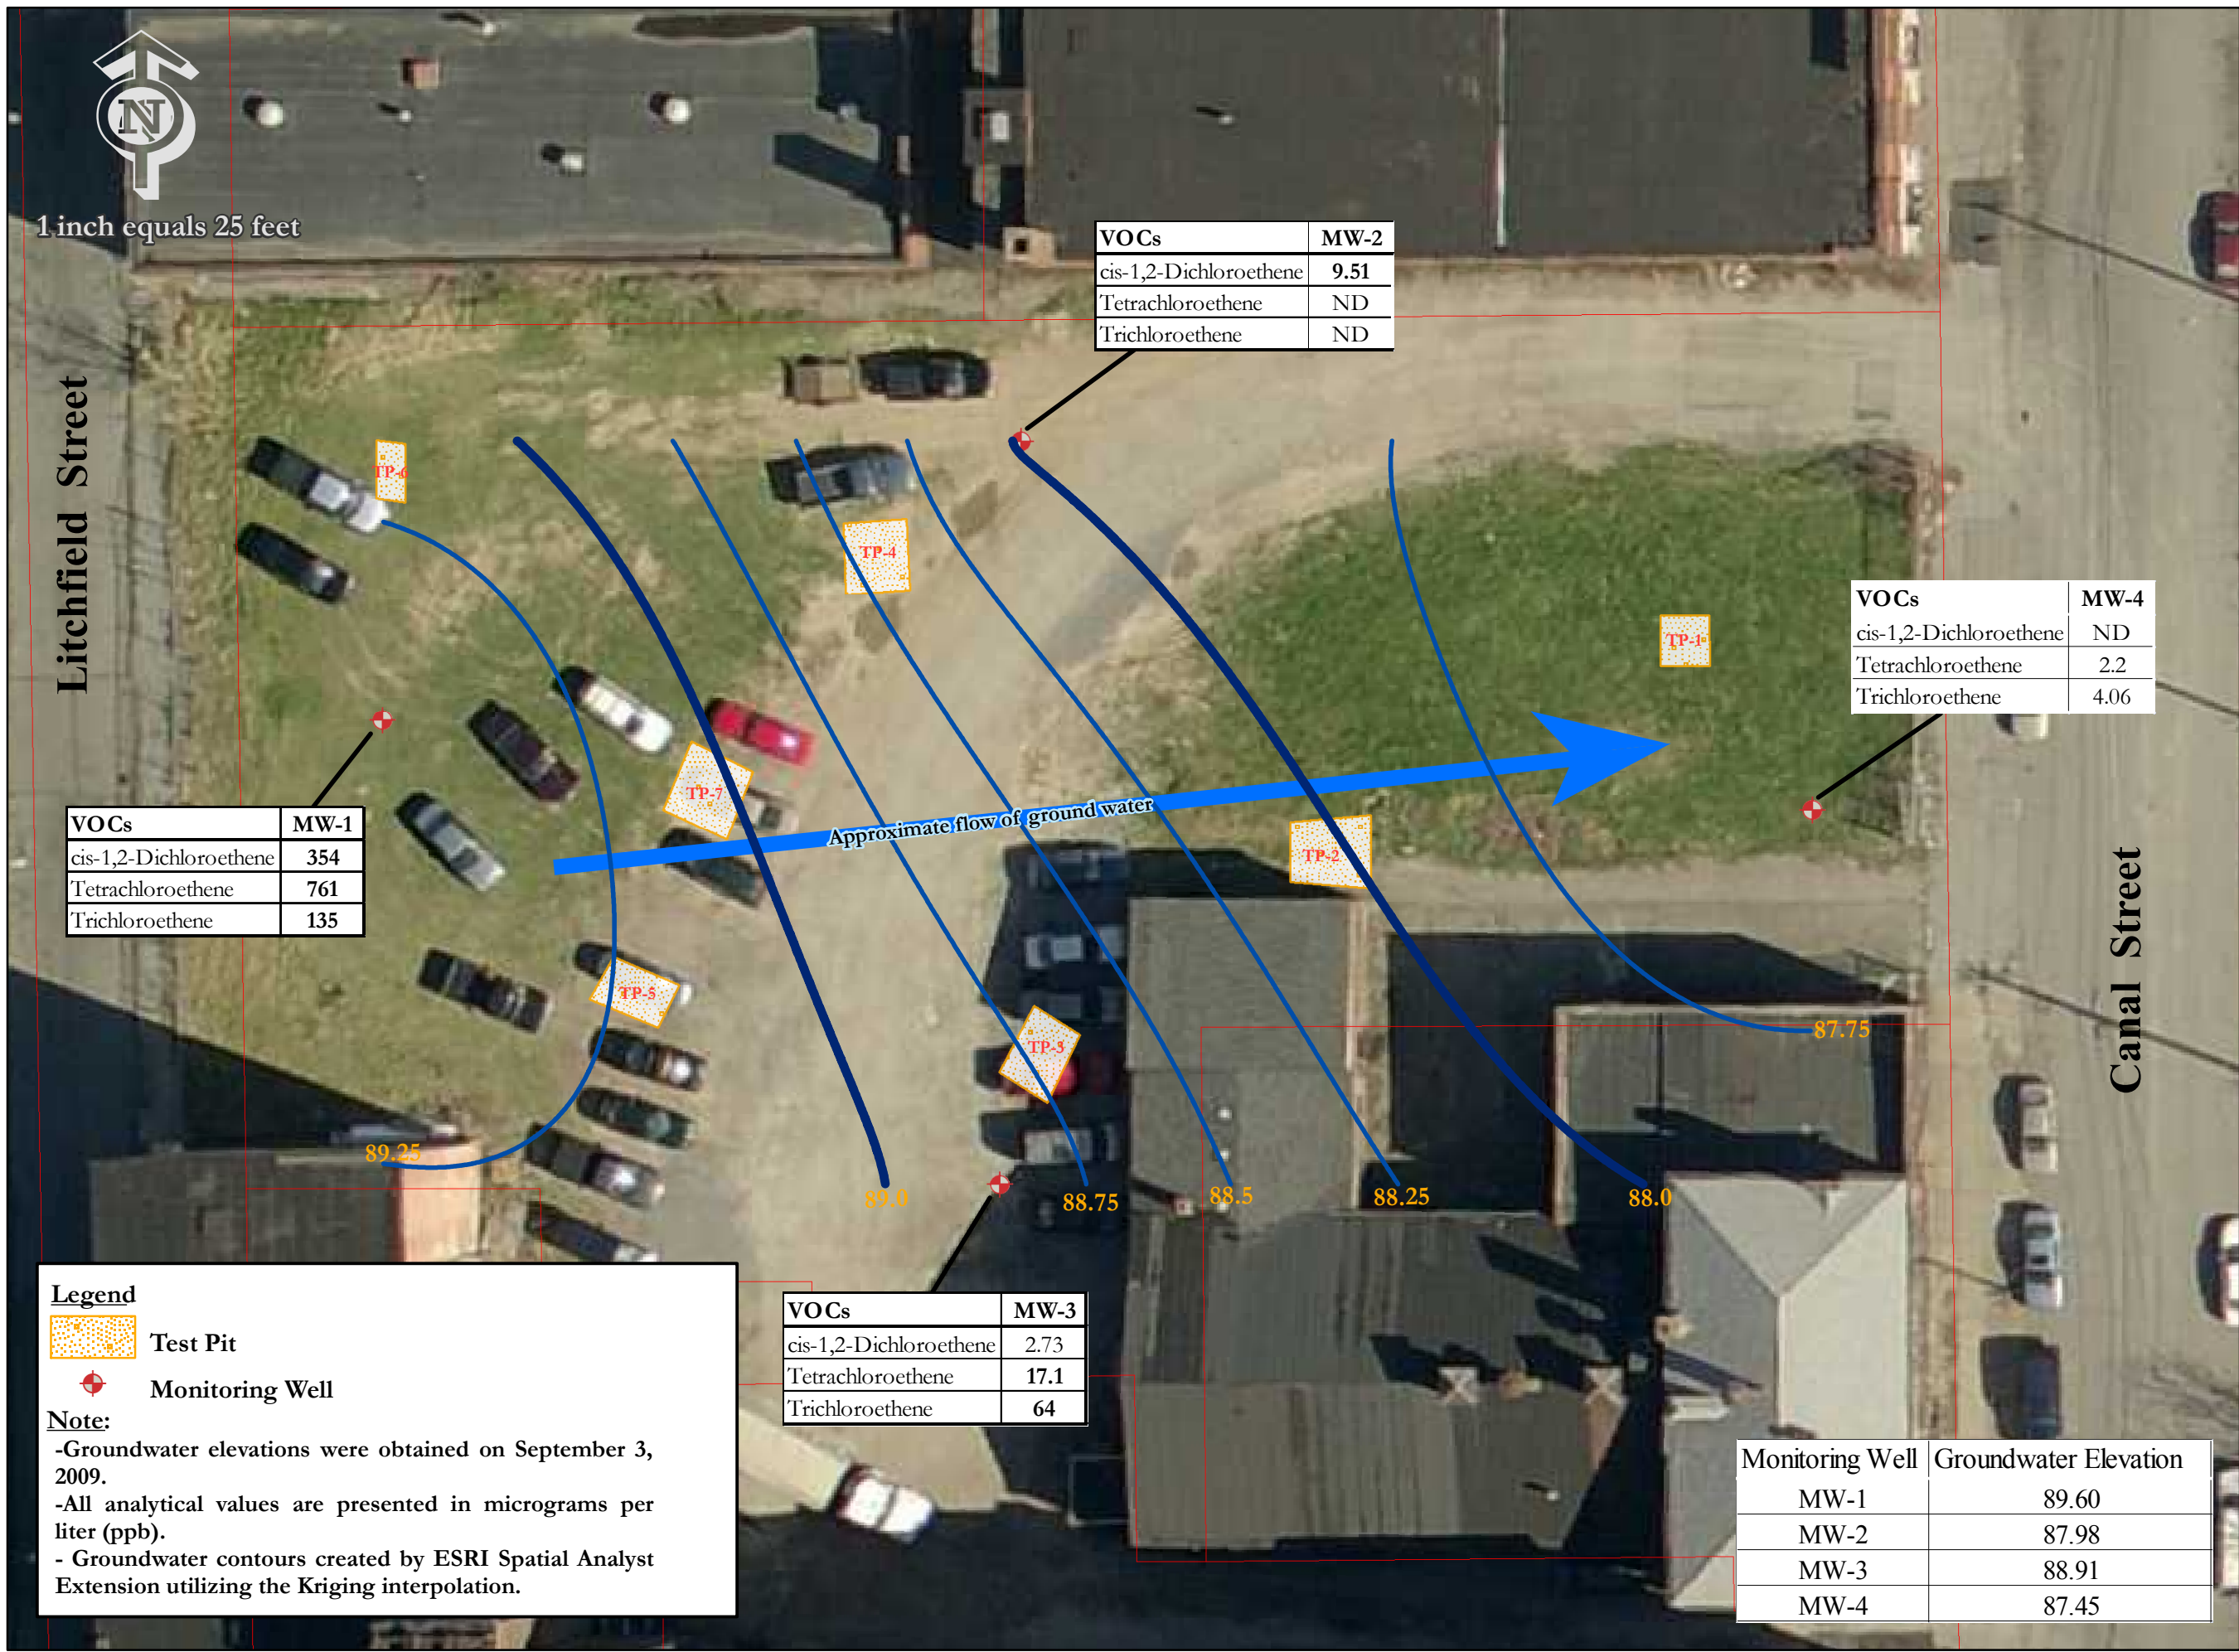 N
1 inch equals 25 feet
VOCs MW-2
cis-1,2-Dichloroethene 9.51
Tetrachloroethene ND
Trichloroethene ND
Litchfield Street
TP-6
TP-4
TP-1
VOCs MW-4
cis-1,2-Dichloroethene ND
Tetrachloroethene 2.2
Trichloroethene 4.06
TP-7
Approximate flow of ground water
TP-2
VOCs MW-1
cis-1,2-Dichloroethene 354
Tetrachloroethene 761
Trichloroethene 135
Canal Street
TP-5
TP-3
87.75
89.25
89.0
88.75
88.5
88.25
88.0
Legend
Test Pit
Monitoring Well
Note:
-Groundwater elevations were obtained on September 3,
2009.
-All analytical values are presented in micrograms per
liter (ppb).
- Groundwater contours created by ESRI Spatial Analyst
Extension utilizing the Kriging interpolation.
VOCs MW-3
cis-1,2-Dichloroethene 2.73
Tetrachloroethene 17.1
Trichloroethene 64
Monitoring Well Groundwater Elevation
MW-1 89.60
MW-2 87.98
MW-3 88.91
MW-4 87.45